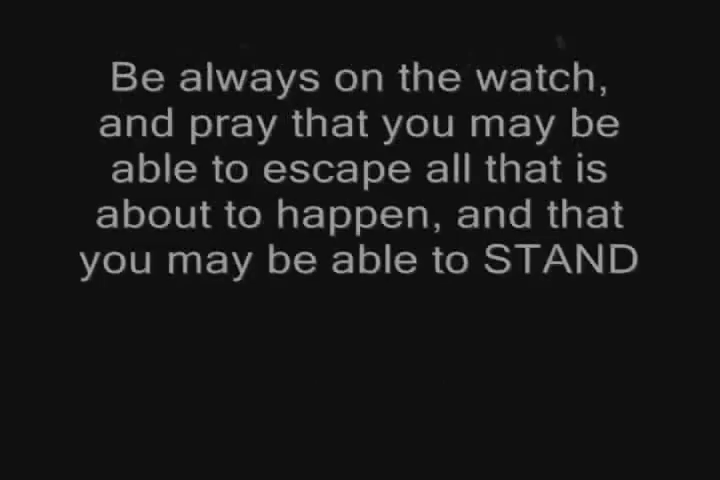 Be always on the watch,
and pray that you may be
able to escape all that is
about to happen, and that
you may be able to STAND